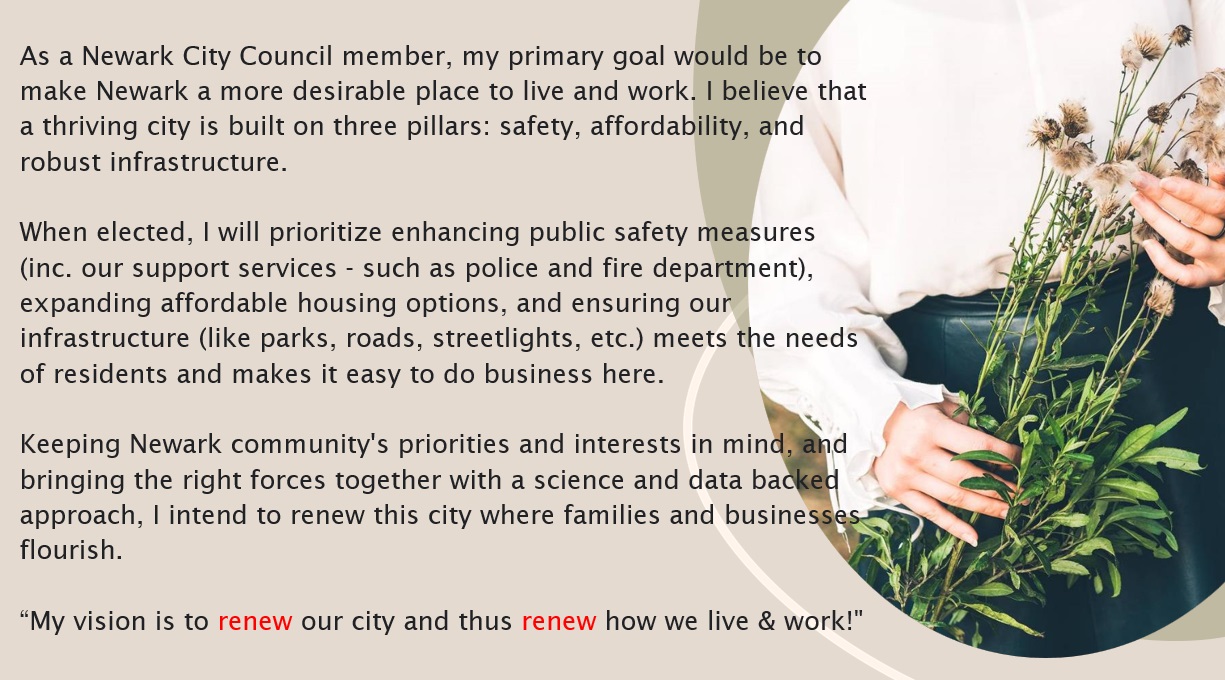 As a Newark City Council member, my primary goal would be to
make Newark a more desirable place to live and work. I believe that
a thriving city is built on three pillars: safety, affordability, and
robust infrastructure.
When elected, I will prioritize enhancing public safety measures
(inc. our support services - such as police and fire department),
expanding affordable housing options, and ensuring our
infrastructure (like parks, roads, streetlights, etc.) meets the needs
of residents and makes it easy to do business here.
Keeping Newark community's priorities and interests in mind, and
bringing the right forces together with a science and data backed
approach, I intend to renew this city where families and businesses
flourish.
“My vision is to renew our city and thus renew how we live & work!"